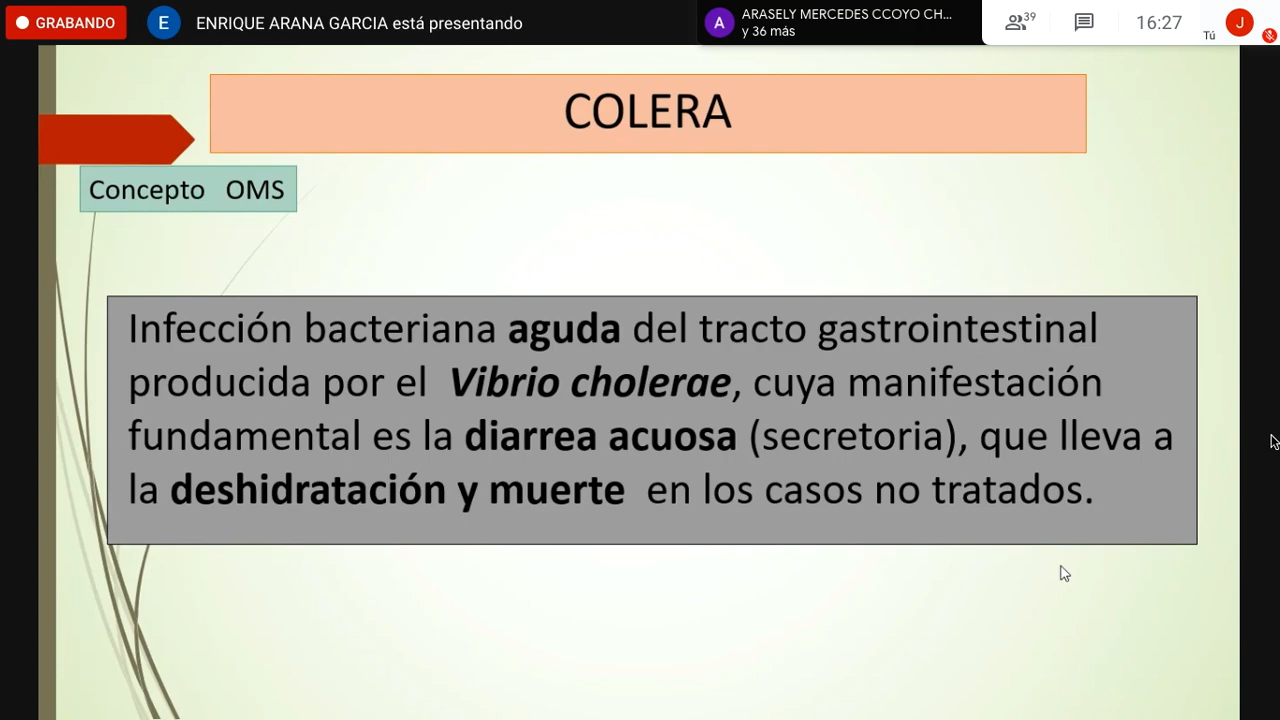 GRABANDO
E
ENRIQUE ARANA GARCIA está presentando
A
ARASELY MERCEDES CCOYO CH...
y 36 más
39
16:27
Tú
J
COLERA
Concepto OMS
Infección bacteriana aguda del tracto gastrointestinal
producida por el Vibrio cholerae, cuya manifestación
fundamental es la diarrea acuosa (secretoria), que lleva a
la deshidratación y muerte en los casos no tratados.